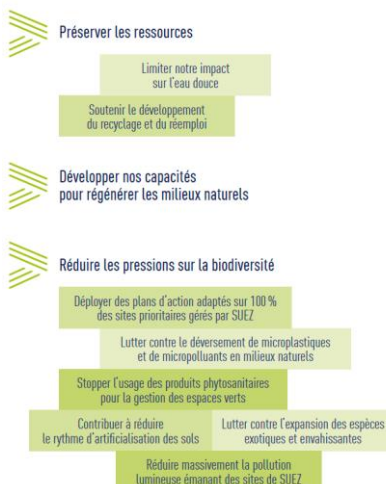 Préserver les ressources
Limiter notre impact
sur l'eau douce
Soutenir le développement
du recyclage et du réemploi
Développer nos capacités
pour régénérer les milieux naturels
Réduire les pressions sur la biodiversité
Déployer des plans d'action adaptés sur 100 %
des sites prioritaires gérés par SUEZ
Lutter contre le déversement de microplastiques
et de micropolluants en milieux naturels
Stopper l'usage des produits phytosanitaires
pour la gestion des espaces verts
Contribuer à réduire
le rythme d'artificialisation des sols
Lutter contre l'expansion des espèces
exotiques et envahissantes
Réduire massivement la pollution
lumineuse émanant des sites de SUEZ